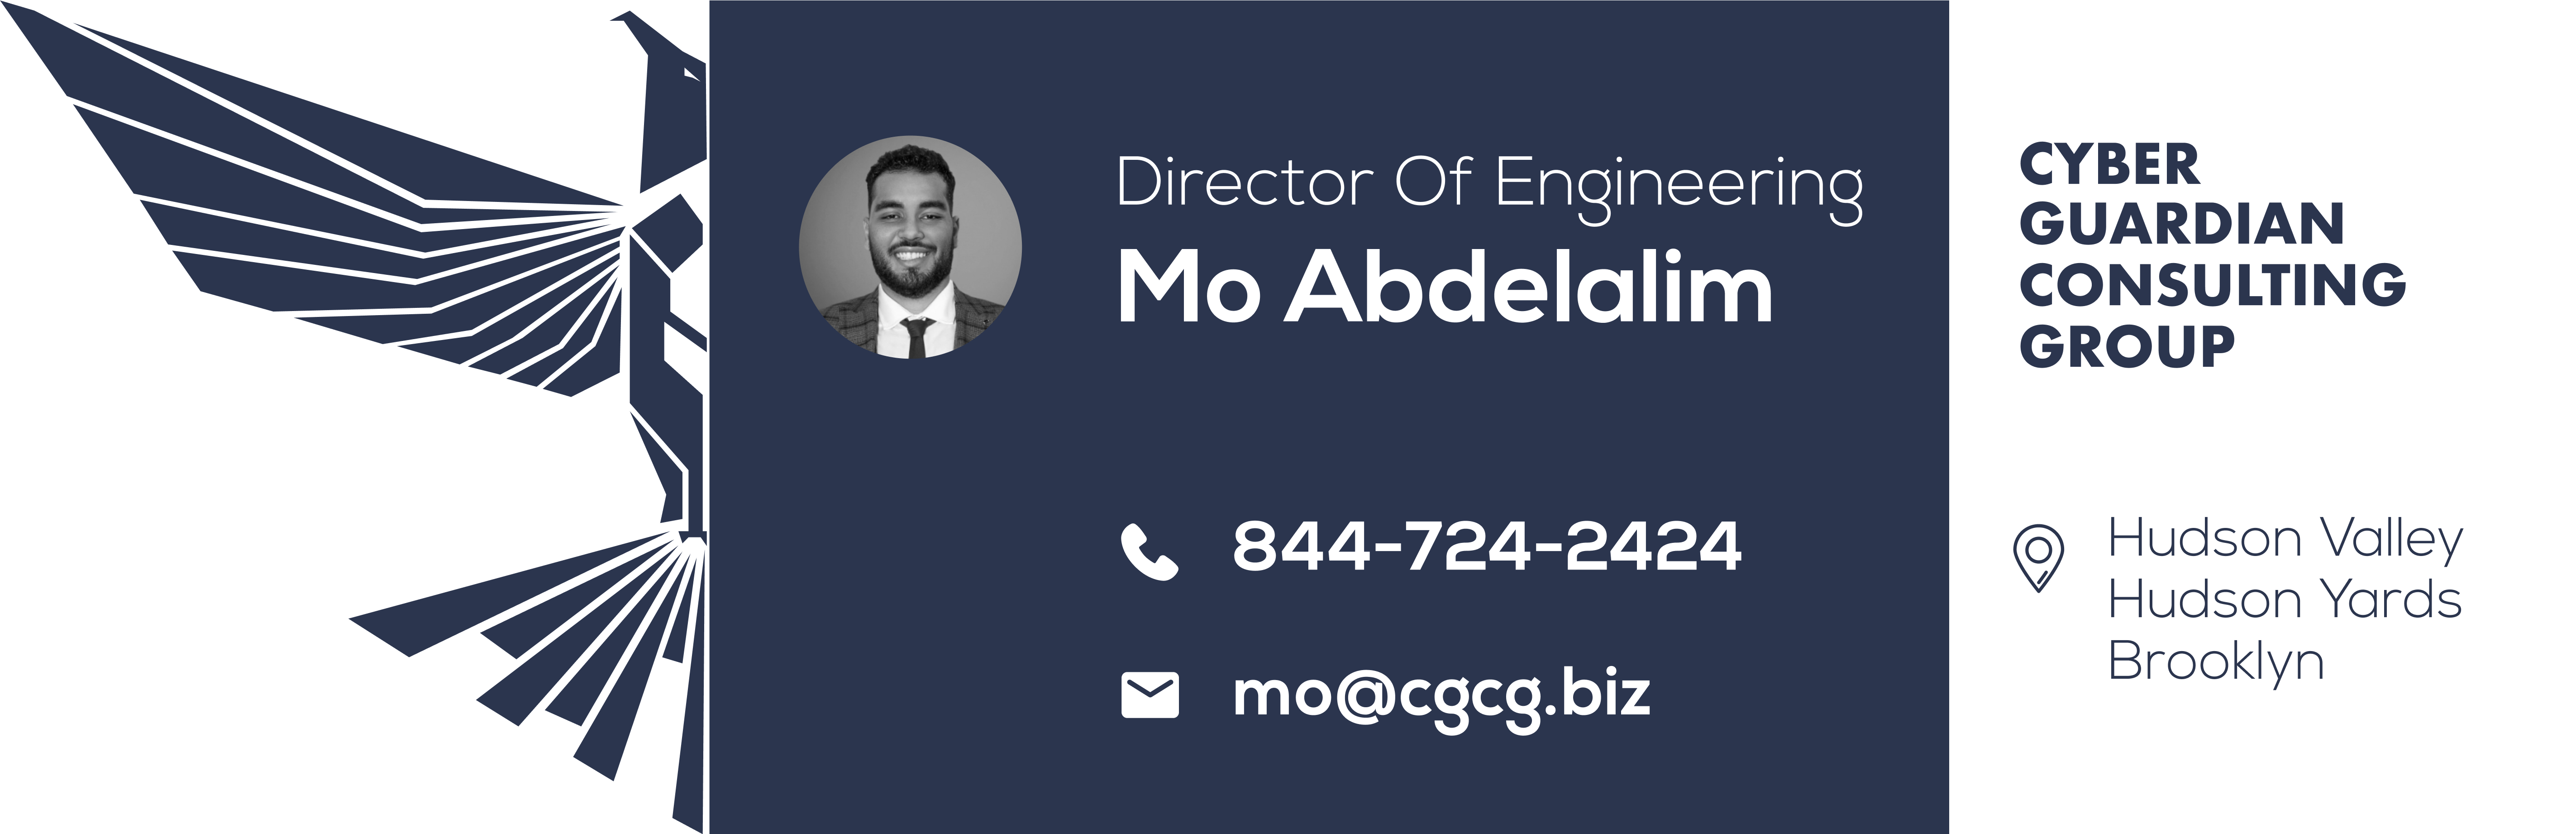 Director Of Engineering
Mo Abdelalim
844-724-2424
mo@cgcg.biz
CYBER
GUARDIAN
CONSULTING
GROUP
Hudson Valley
Hudson Yards
Brooklyn